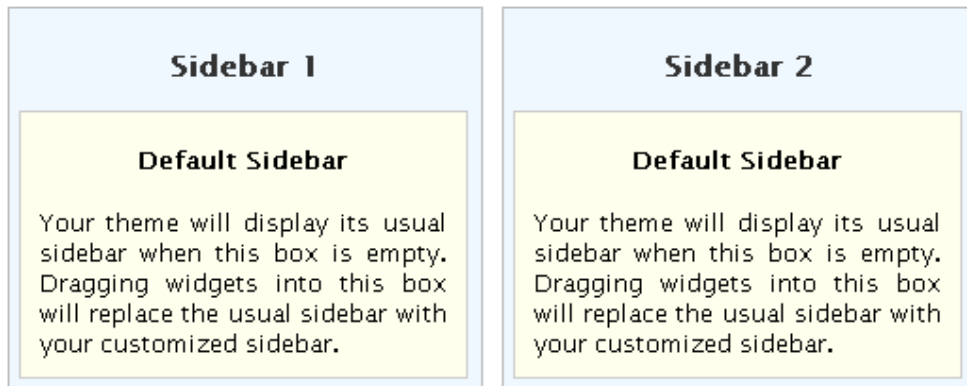 Sidebar 1
Default Sidebar
Your theme will display its usual
sidebar when this box is empty.
Dragging widgets into this box
will replace the usual sidebar with
your customized sidebar.
Sidebar 2
Default Sidebar
Your theme will display its usual
sidebar when this box is empty.
Dragging widgets into this box
will replace the usual sidebar with
your customized sidebar.